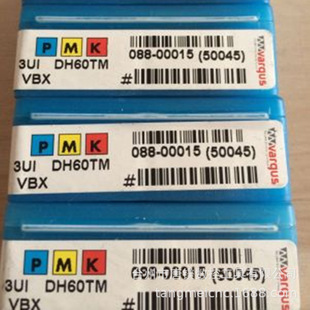 P M K
3UI DH60TM
VBX
088-00015 (50045)
#
vargus
P M K
3UI DH60TM
VBX
088-00015 (50045)
#
vargus
P M K
3UI DH60TM
VBX
088-00015 (50045)
#
vargus